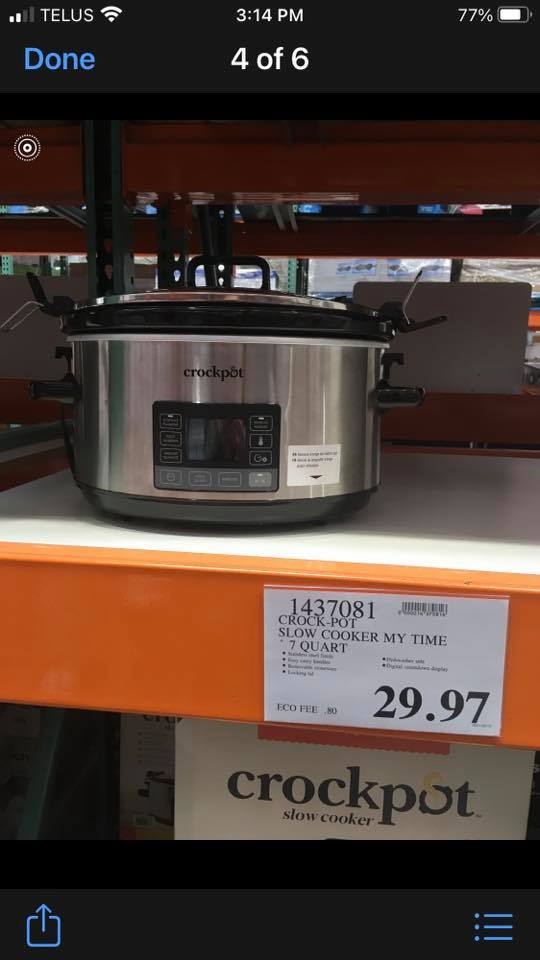 TELUS 3:14 PM 77%
Done 4 of 6
crockpot
1437081
CROCK-POT
SLOW COOKER MY TIME
7 QUART
Stainless steel finish
Easy carry handles
Removable stoneware
Locking lid
Dishwasher safe
Digital countdown display
ECO FEE .80
29.97
crockpot
slow cooker